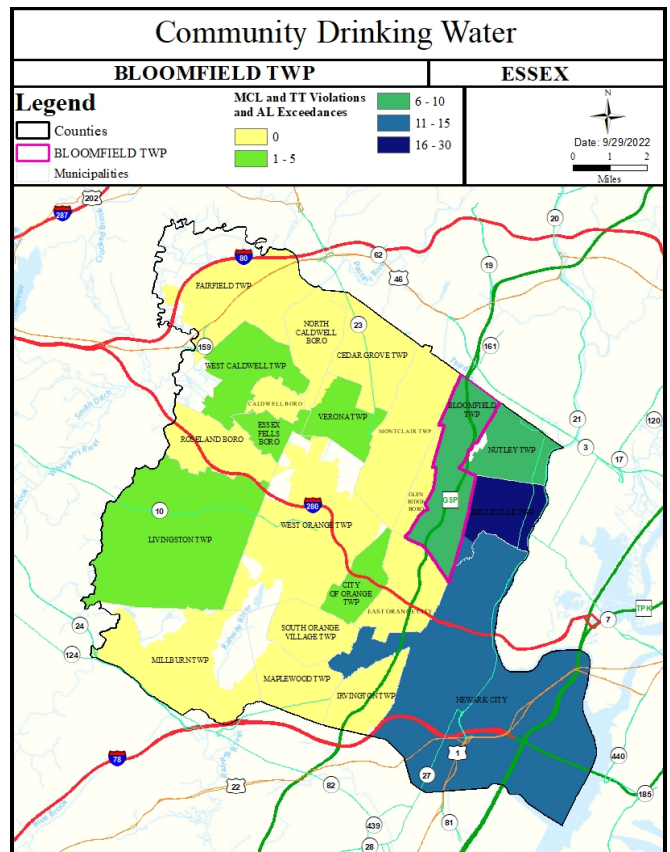 Community Drinking Water
BLOOMFIELD TWP
ESSEX
Legend
Counties
BLOOMFIELD TWP
Municipalities
MCL and TT Violations
and AL Exceedances
0
1 - 5
6 - 10
11 - 15
16 - 30
N
Date: 9/29/2022
0 1 2
Miles
202
287
20
80
62
19
46
FAIRFIELD TWP
NORTH
CALDWELL
BORO
23
159
CEDAR GROVE TWP
161
WEST CALDWELL TWP
CALDWELL BORO
BLOOMFIELD
TWP
VERONA TWP
21
120
ESSEX
FELLS
BORO
MONTCLAIR TWP
ROSELAND BORO
NUTLEY TWP
3
17
Whippany River
GLEN
RIDGE
BORO
GSP
280
BELLEVILLE TWP
10
WEST ORANGE TWP
LIVINGSTON TWP
CITY
OF ORANGE
TWP
EAST ORANGE CITY
TPK
7
24
SOUTH ORANGE
VILLAGE TWP
124
MILLBURN TWP
Rahway River
MAPLEWOOD TWP
IRVINGTON TWP
NEWARK CITY
1
78
440
27
22
82
185
Blue Brook
439
81
28